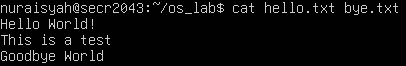 nuraisyah@secr2043:~/os_lab$ cat hello.txt bye.txt
Hello World!
This is a test
Goodbye World